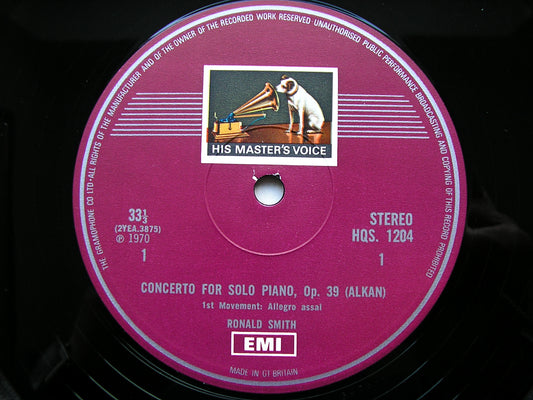 THE GRAMOPHONE CO LTD·ALL RIGHTS OF THE MANUFACTURER AND OF THE OWNER OF THE RECORDED WORK RESERVED UNAUTHORISED PUBLIC PERFORMANCE BROADCASTING AND COPYING OF THIS RECORD PROHIBITED
HIS MASTER'S VOICE
33⅓
(2YEA.3875)
℗ 1970
1
STEREO
HQS. 1204
1
CONCERTO FOR SOLO PIANO, Op. 39 (ALKAN)
1st Movement: Allegro assai
RONALD SMITH
EMI
MADE IN GT BRITAIN